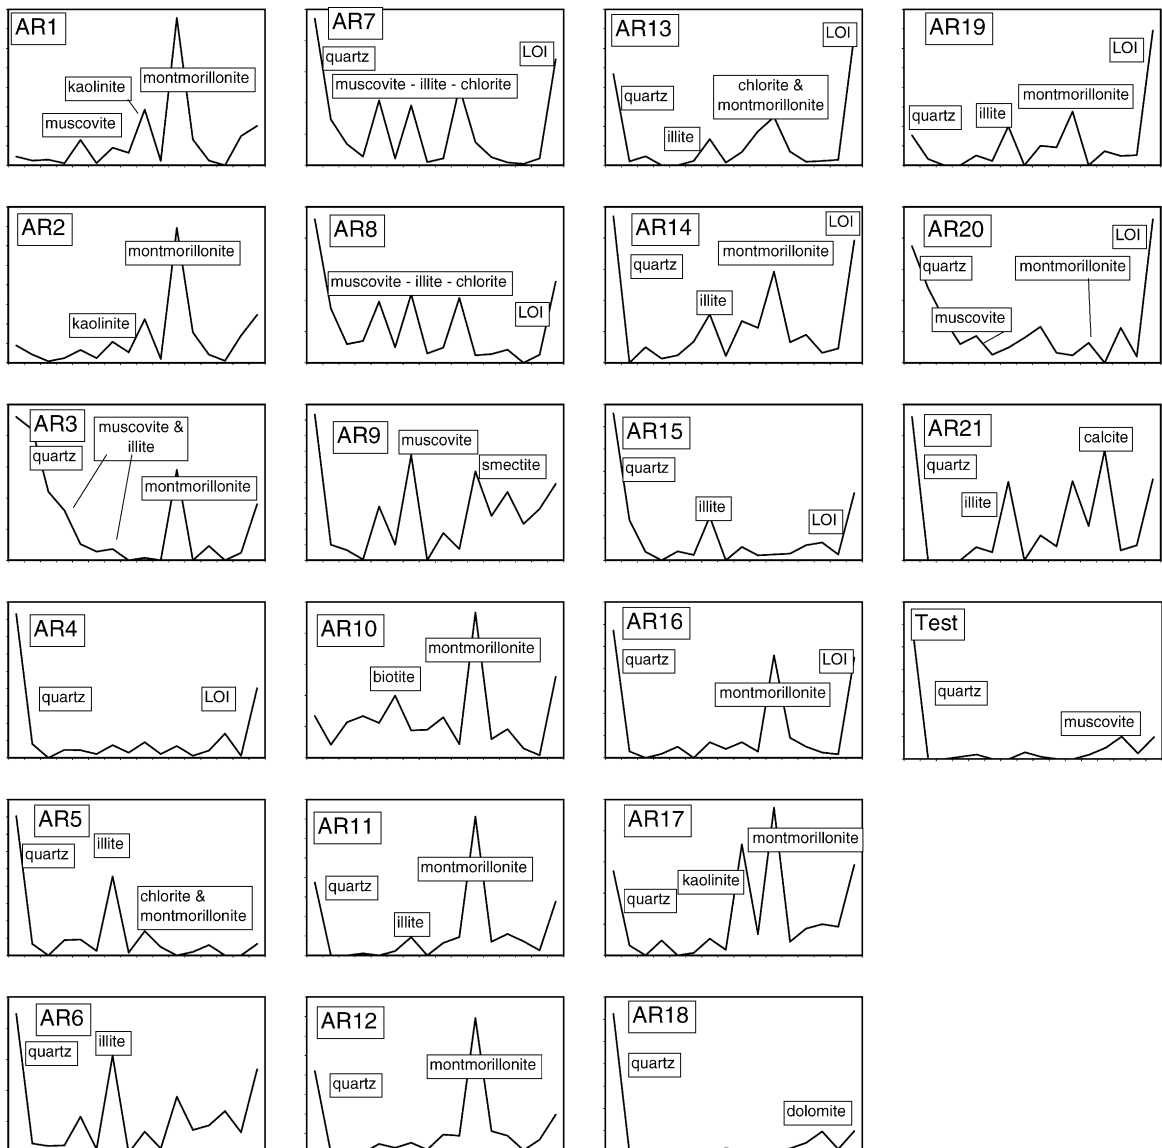 AR1
kaolinite
montmorillonite
muscovite
AR7
quartz
LOI
muscovite - illite - chlorite
AR13
LOI
quartz
chlorite &
montmorillonite
illite
AR19
LOI
quartz
illite
montmorillonite
AR2
montmorillonite
kaolinite
AR8
muscovite - illite - chlorite
LOI
AR14
LOI
quartz
montmorillonite
illite
AR20
LOI
quartz
montmorillonite
muscovite
AR3
muscovite &
illite
quartz
montmorillonite
AR9
muscovite
smectite
AR15
quartz
illite
LOI
AR21
calcite
quartz
illite
AR4
quartz
LOI
AR10
montmorillonite
biotite
AR16
quartz
LOI
montmorillonite
Test
quartz
muscovite
AR5
quartz
illite
chlorite &
montmorillonite
AR11
montmorillonite
quartz
illite
AR17
montmorillonite
kaolinite
quartz
AR6
quartz
illite
AR12
montmorillonite
quartz
AR18
quartz
dolomite